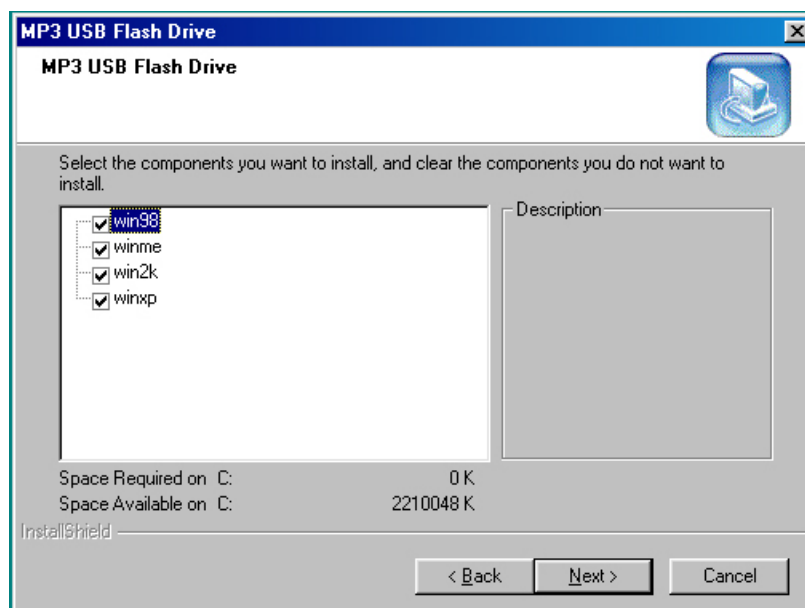 MP3 USB Flash Drive
MP3 USB Flash Drive
Select the components you want to install, and clear the components you do not want to
install.
win98
winme
win2k
winxp
Description
Space Required on C: 0 K
Space Available on C: 2210048 K
InstallShield
< Back Next > Cancel